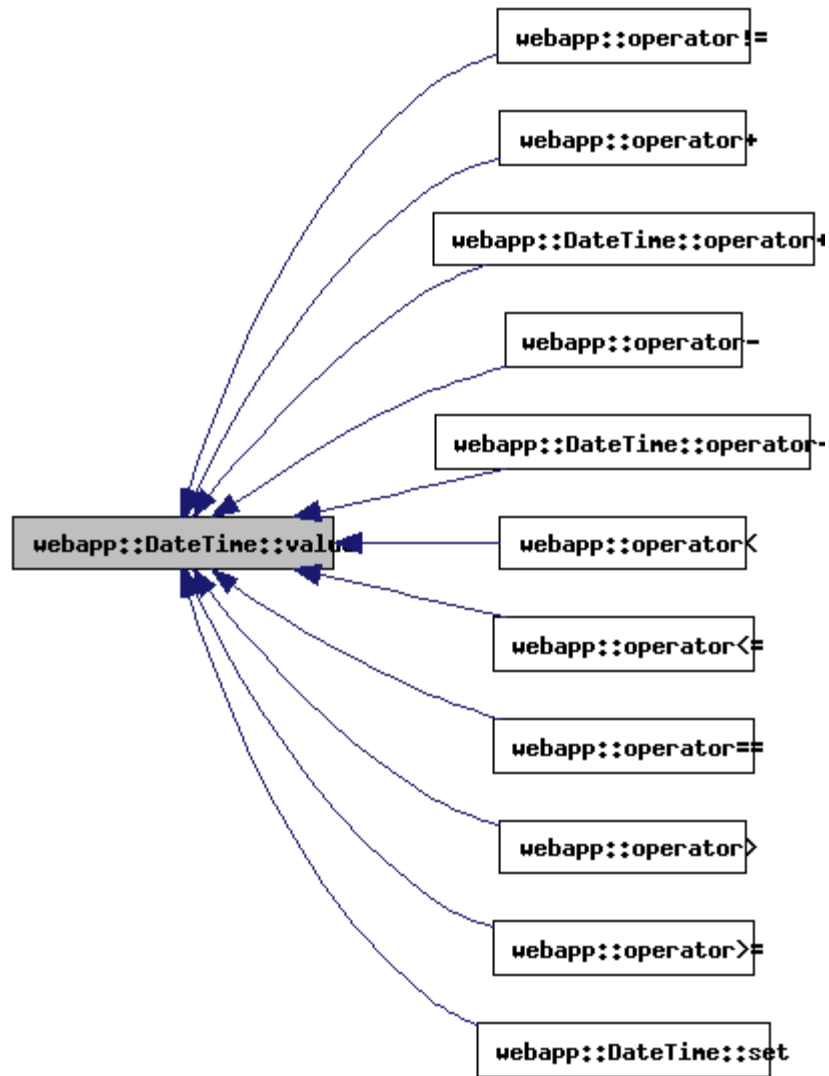 webapp::operator!=
webapp::operator+
webapp::DateTime::operator+
webapp::operator-
webapp::DateTime::operator-
webapp::DateTime::value
webapp::operator<
webapp::operator<=
webapp::operator==
webapp::operator>
webapp::operator>=
webapp::DateTime::set